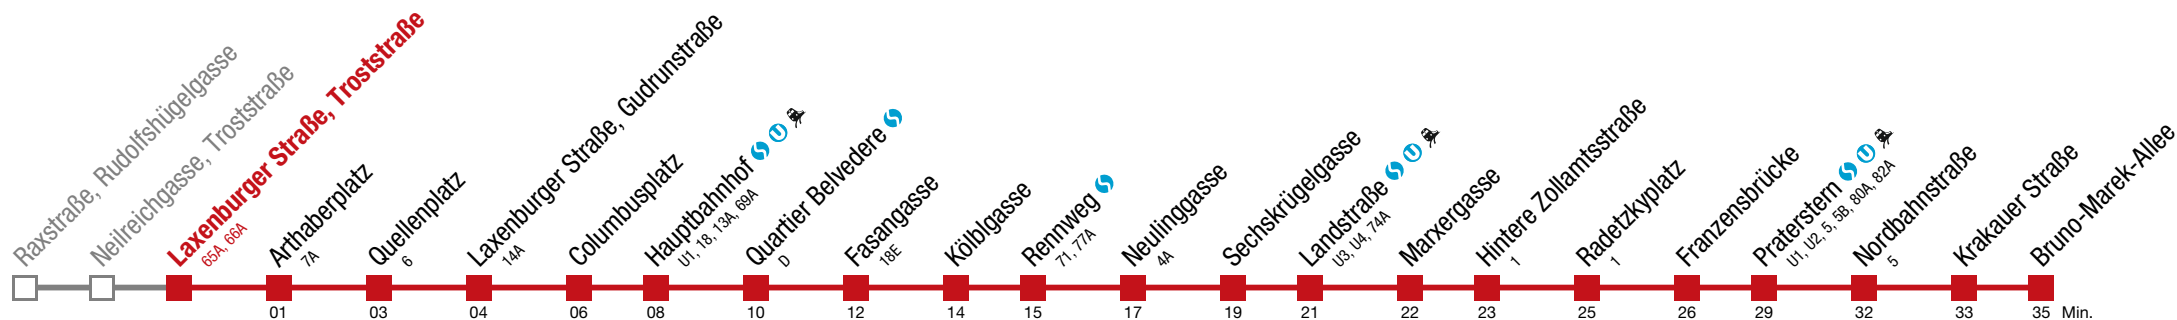 Raxstraße, Rudolfshügelgasse
Neilreichgasse, Troststraße
Laxenburger Straße, Troststraße
65A, 66A
Arthaberplatz
7A
Quellenplatz
6
Laxenburger Straße, Gudrunstraße
14A
Columbusplatz
Hauptbahnhof S U
U1, 18, 13A, 69A
Quartier Belvedere S
D
Fasangasse
18E
Kölblgasse
Rennweg S
71, 77A
Neulinggasse
4A
Sechskrügelgasse
Landstraße S U
U3, U4, 74A
Marxergasse
Hintere Zollamtsstraße
1
Radetzkyplatz
1
Franzensbrücke
Praterstern S U
U1, U2, 5, 5B, 80A, 82A
Nordbahnstraße
5
Krakauer Straße
Bruno-Marek-Allee
01 03 04 06 08 10 12 14 15 17 19 21 22 23 25 26 29 32 33 35 Min.